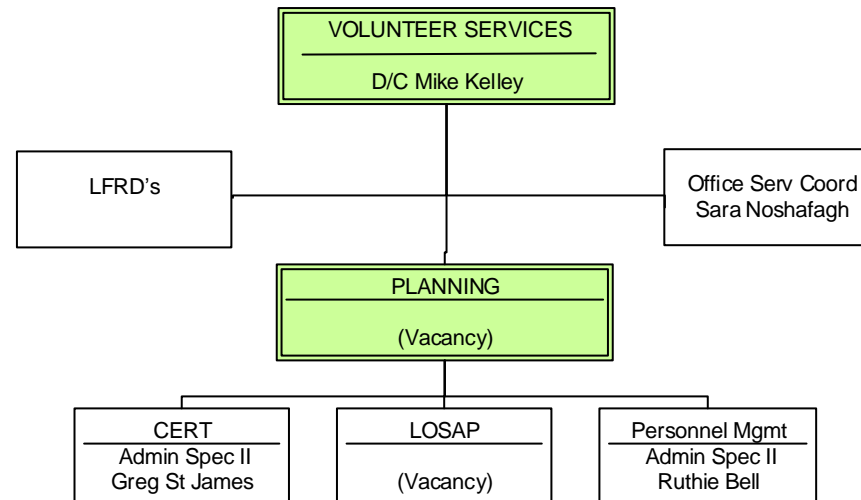 VOLUNTEER SERVICES
D/C Mike Kelley
LFRD's
Office Serv Coord
Sara Noshafagh
PLANNING
(Vacancy)
CERT
Admin Spec II
Greg St James
LOSAP
(Vacancy)
Personnel Mgmt
Admin Spec II
Ruthie Bell